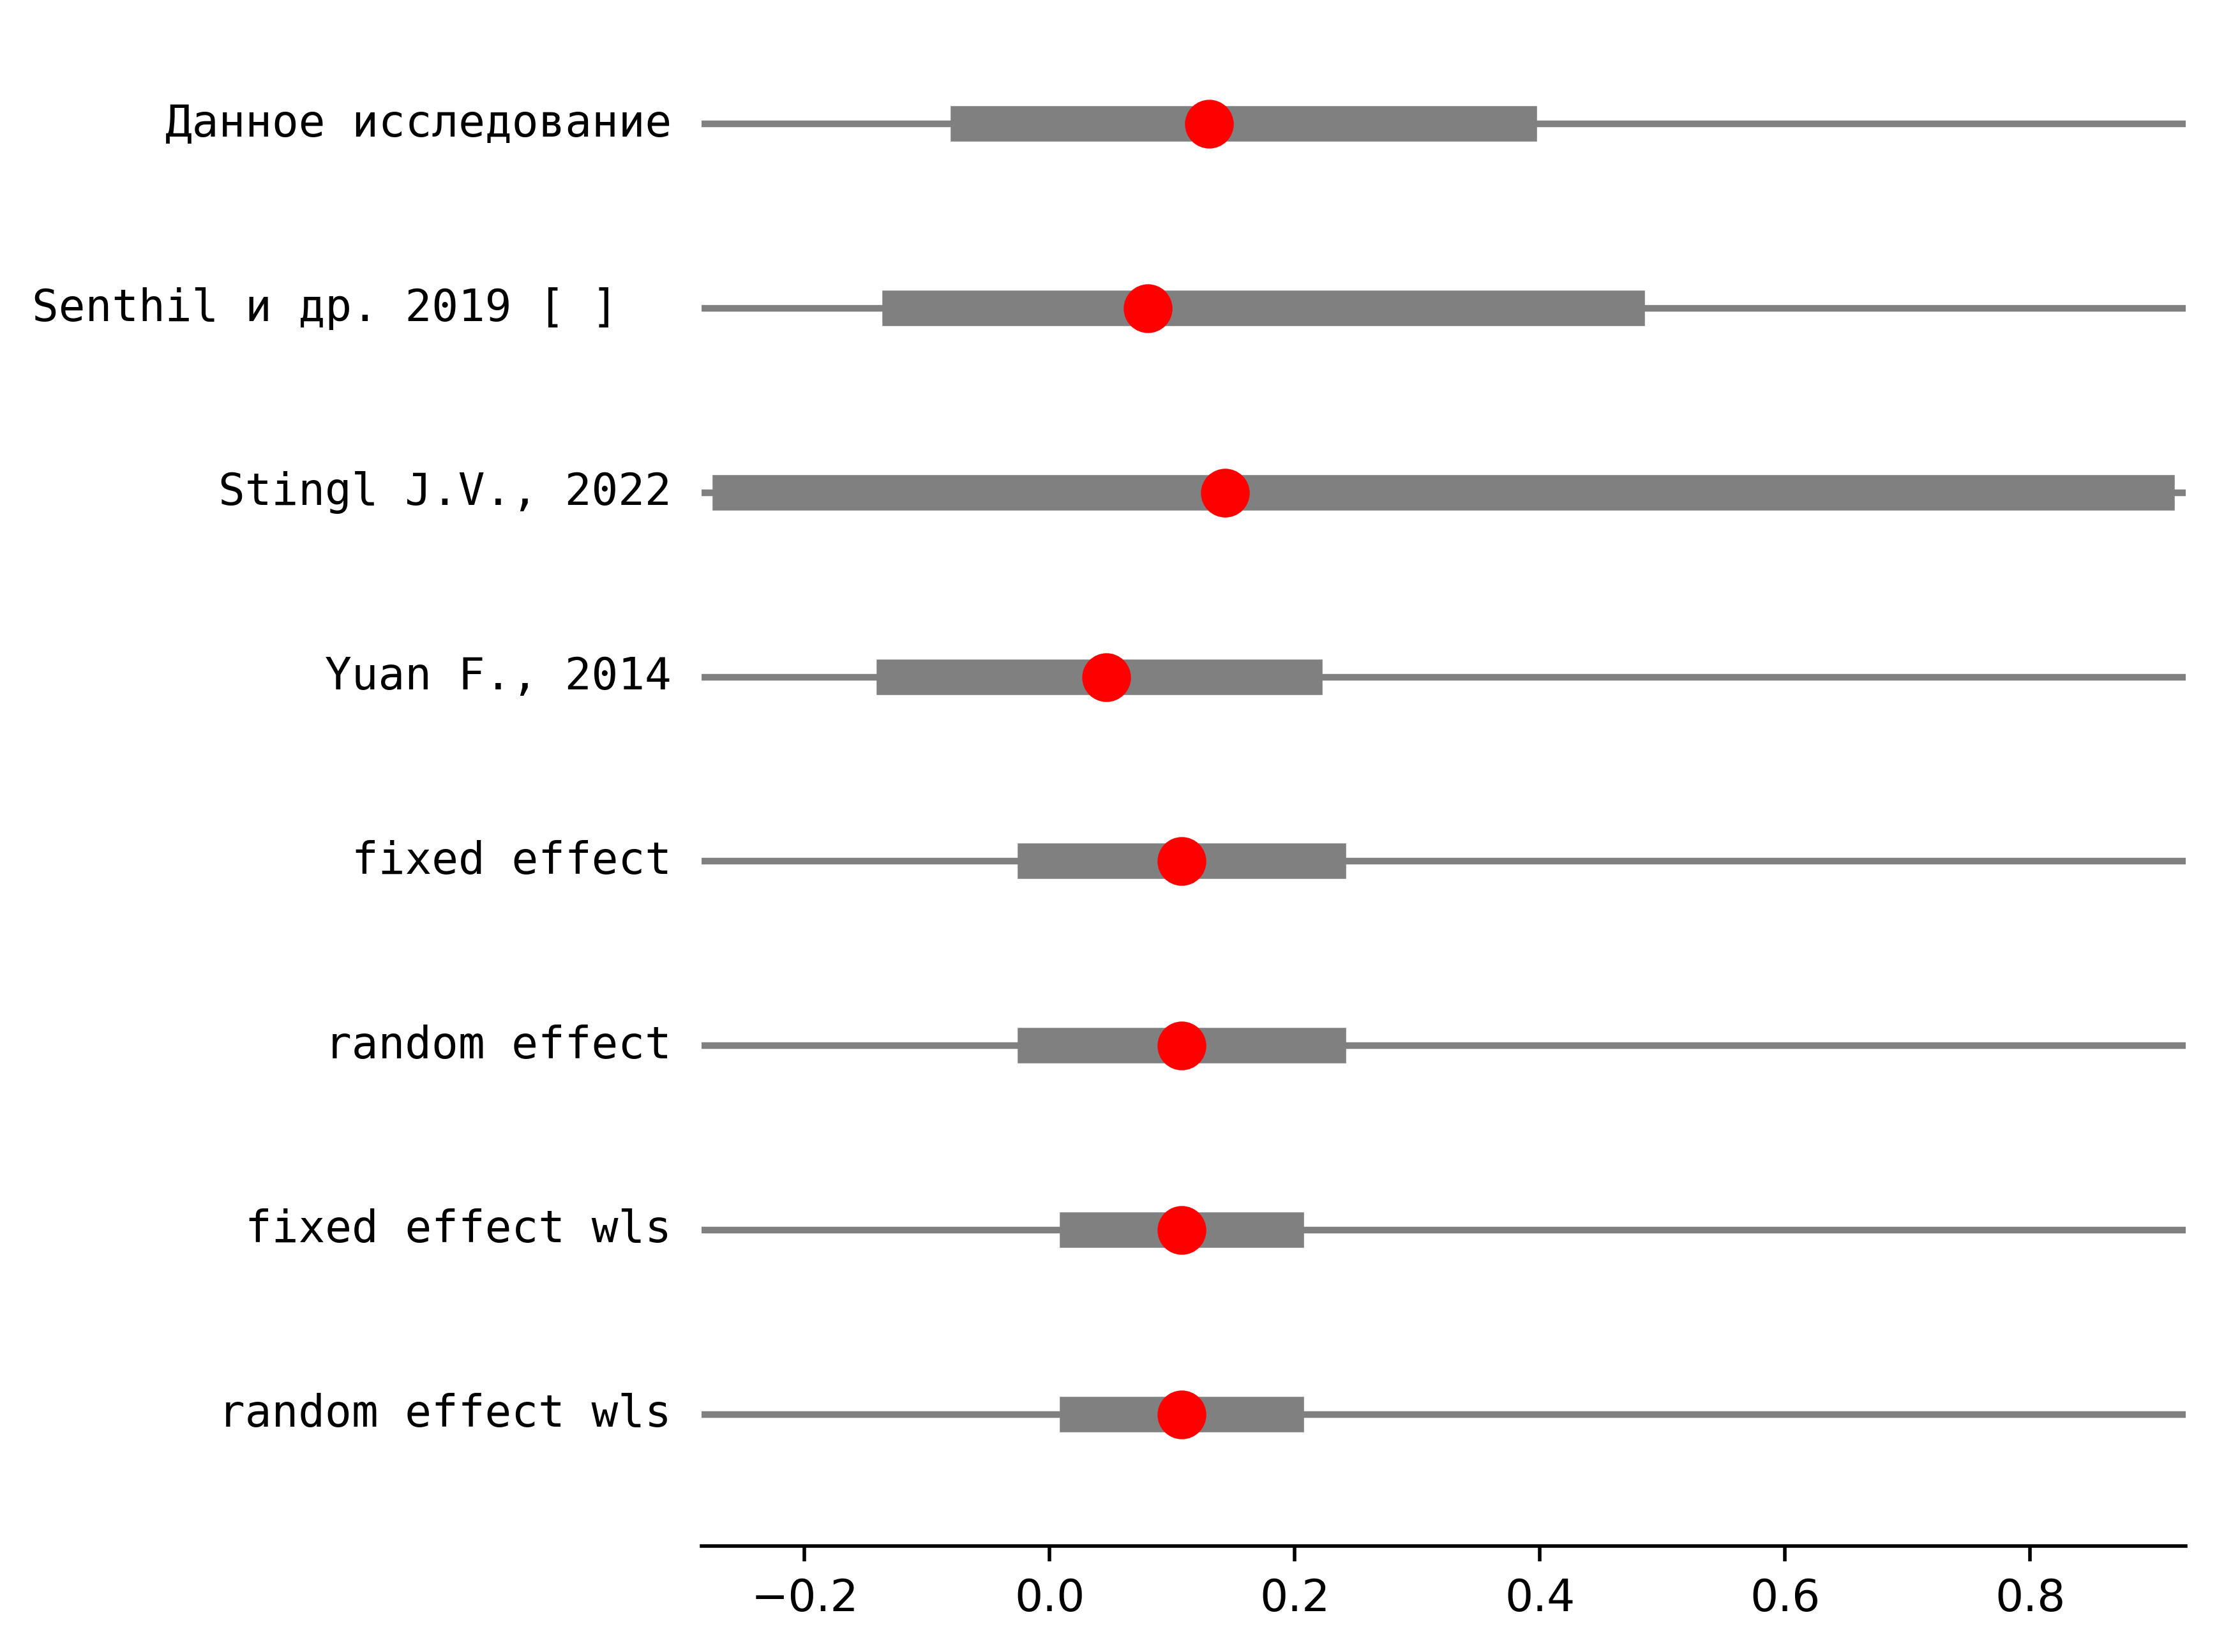 Данное исследование
Senthil и др. 2019 [ ]
Stingl J.V., 2022
Yuan F., 2014
fixed effect
random effect
fixed effect wls
random effect wls
−0.2 0.0 0.2 0.4 0.6 0.8